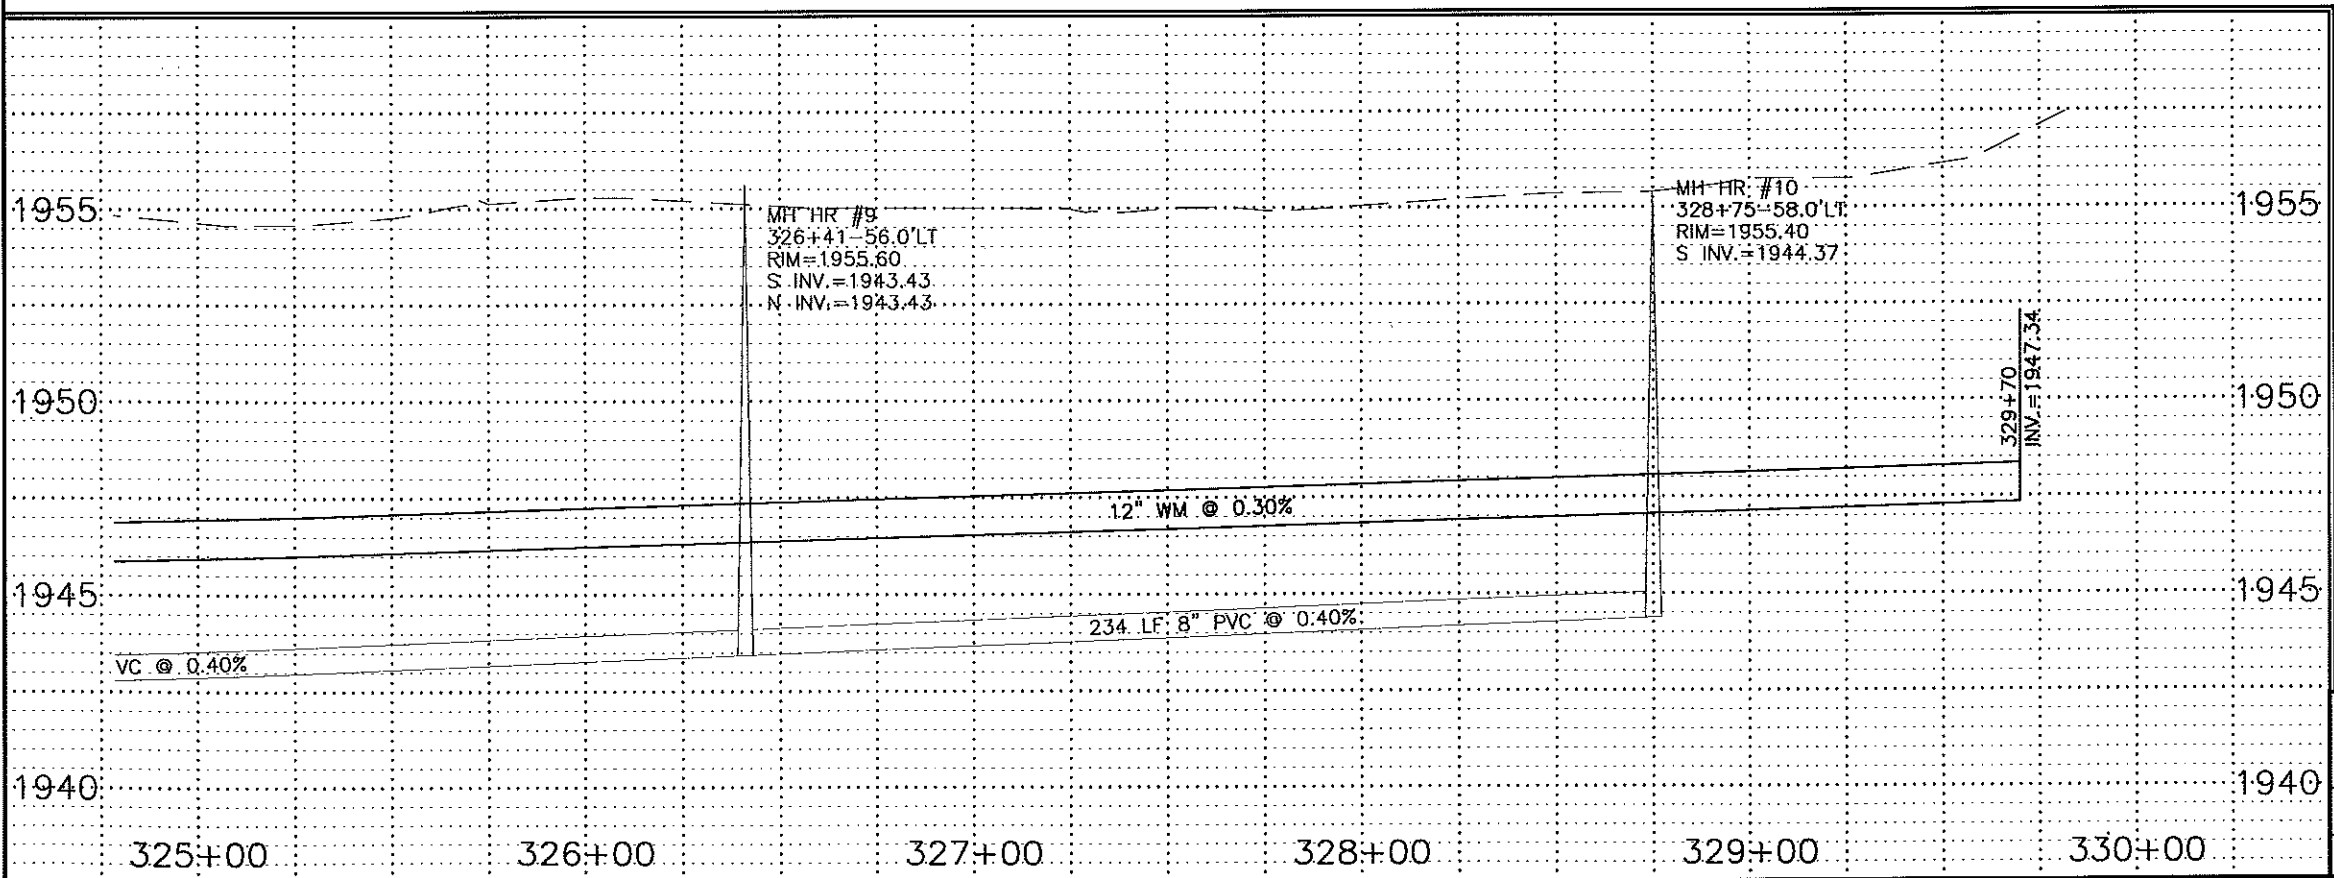 1955
1950
1945
1940
MH HR #9
326+41-56.0'LT
RIM=1955.60
S INV.=1943.43
N INV.=1943.43
MH HR #10
328+75-58.0'LT
RIM=1955.40
S INV.=1944.37
329+70
INV.=1947.34
12" WM @ 0.30%
234 LF 8" PVC @ 0.40%
VC @ 0.40%
1955
1950
1945
1940
325+00
326+00
327+00
328+00
329+00
330+00